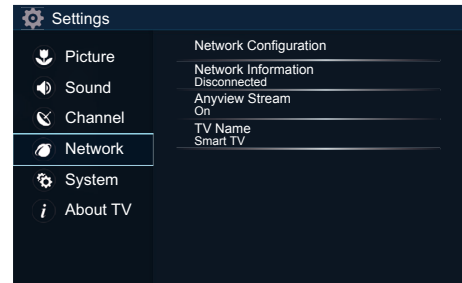 Settings
Picture
Sound
Channel
Network
System
About TV
Network Configuration
Network Information
Disconnected
Anyview Stream
On
TV Name
Smart TV